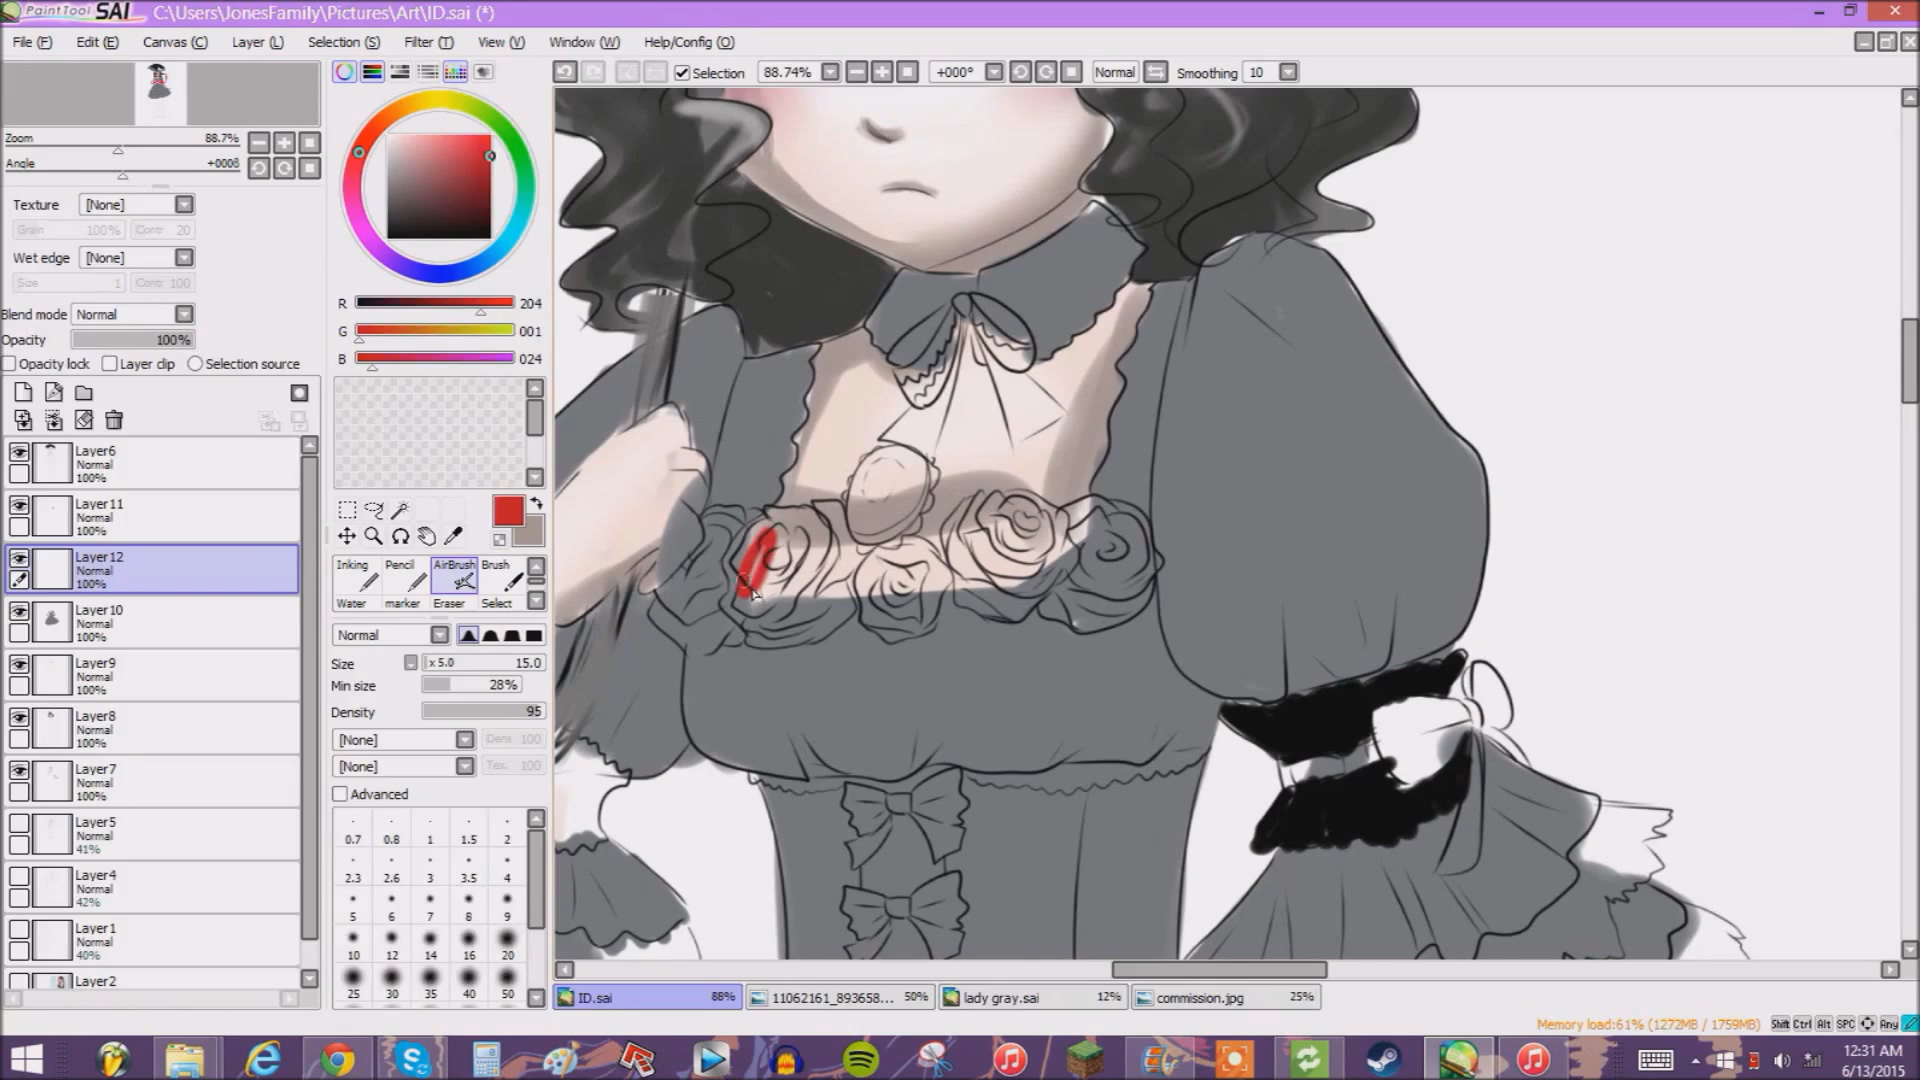 PaintTool SAI C:\Users\JonesFamily\Pictures\Art\ID.sai (*)
File (F) Edit (E) Canvas (C) Layer (L) Selection (S) Filter (T) View (V) Window (W) Help/Config (O)
Selection 88.74% +000° Normal Smoothing 10
Zoom 88.7%
Angle
Texture [None]
Grain 100% Contr 20
Wet edge [None]
Size 1 Contr 100
Blend mode Normal
Opacity 100%
Opacity lock Layer clip Selection source
Layer6
Normal
100%
Layer11
Normal
100%
Layer12
Normal
100%
Layer10
Normal
100%
Layer9
Normal
100%
Layer8
Normal
100%
Layer7
Normal
100%
Layer5
Normal
41%
Layer4
Normal
42%
Layer1
Normal
40%
Layer2
R 204
G 001
B 024
Inking Pencil AirBrush Brush
Water marker Eraser Select
Normal
Size x 5.0 15.0
Min size 28%
Density 95
[None] Dens 100
[None] Tex. 100
Advanced
0.7 0.8 1 1.5 2
2.3 2.6 3 3.5 4
5 6 7 8 9
10 12 14 16 20
25 30 35 40 50
ID.sai 88% 11062161_893658... 50% lady gray.sai 12% commission.jpg 25%
Memory load:61% (1272MB / 1759MB) Shift Ctrl Alt SPC Any
12:31 AM
6/13/2015